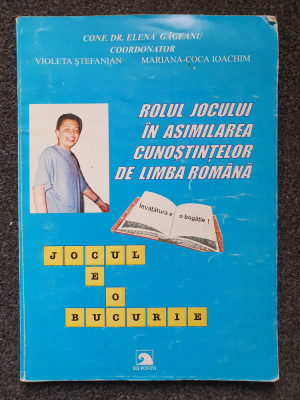 CONF. DR. ELENA GĂGEANU
COORDONATOR
VIOLETA ȘTEFANIAN MARIANA-COCA IOACHIM
ROLUL JOCULUI
ÎN ASIMILAREA
CUNOȘTINȚELOR
DE LIMBA ROMÂNĂ
Învățătura e o bogăție !
JOCUL
E
O
BUCURIE
EX PONTO